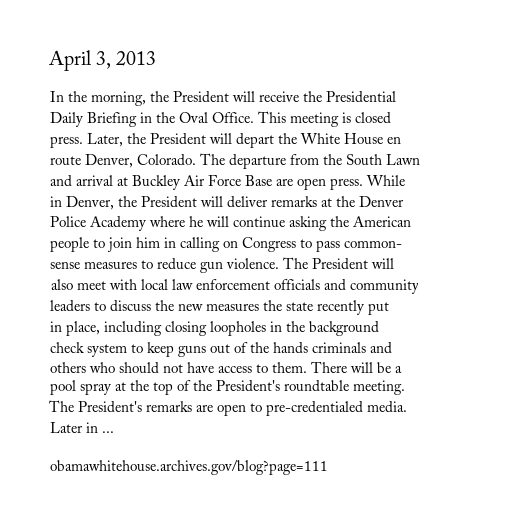 April 3, 2013
In the morning, the President will receive the Presidential
Daily Briefing in the Oval Office. This meeting is closed
press. Later, the President will depart the White House en
route Denver, Colorado. The departure from the South Lawn
and arrival at Buckley Air Force Base are open press. While
in Denver, the President will deliver remarks at the Denver
Police Academy where he will continue asking the American
people to join him in calling on Congress to pass common-
sense measures to reduce gun violence. The President will
also meet with local law enforcement officials and community
leaders to discuss the new measures the state recently put
in place, including closing loopholes in the background
check system to keep guns out of the hands criminals and
others who should not have access to them. There will be a
pool spray at the top of the President's roundtable meeting.
The President's remarks are open to pre-credentialed media.
Later in ...
obamawhitehouse.archives.gov/blog?page=111